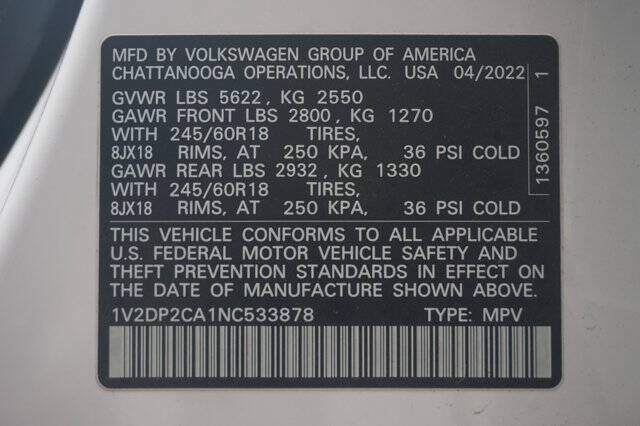 MFD BY VOLKSWAGEN GROUP OF AMERICA
CHATTANOOGA OPERATIONS, LLC. USA 04/2022
GVWR LBS 5622, KG 2550
GAWR FRONT LBS 2800, KG 1270
WITH 245/60R18 TIRES,
8JX18 RIMS, AT 250 KPA, 36 PSI COLD
GAWR REAR LBS 2932, KG 1330
WITH 245/60R18 TIRES,
8JX18 RIMS, AT 250 KPA, 36 PSI COLD
THIS VEHICLE CONFORMS TO ALL APPLICABLE
U.S. FEDERAL MOTOR VEHICLE SAFETY AND
THEFT PREVENTION STANDARDS IN EFFECT ON
THE DATE OF MANUFACTURE SHOWN ABOVE.
1V2DP2CA1NC533878 TYPE: MPV
1360597 1